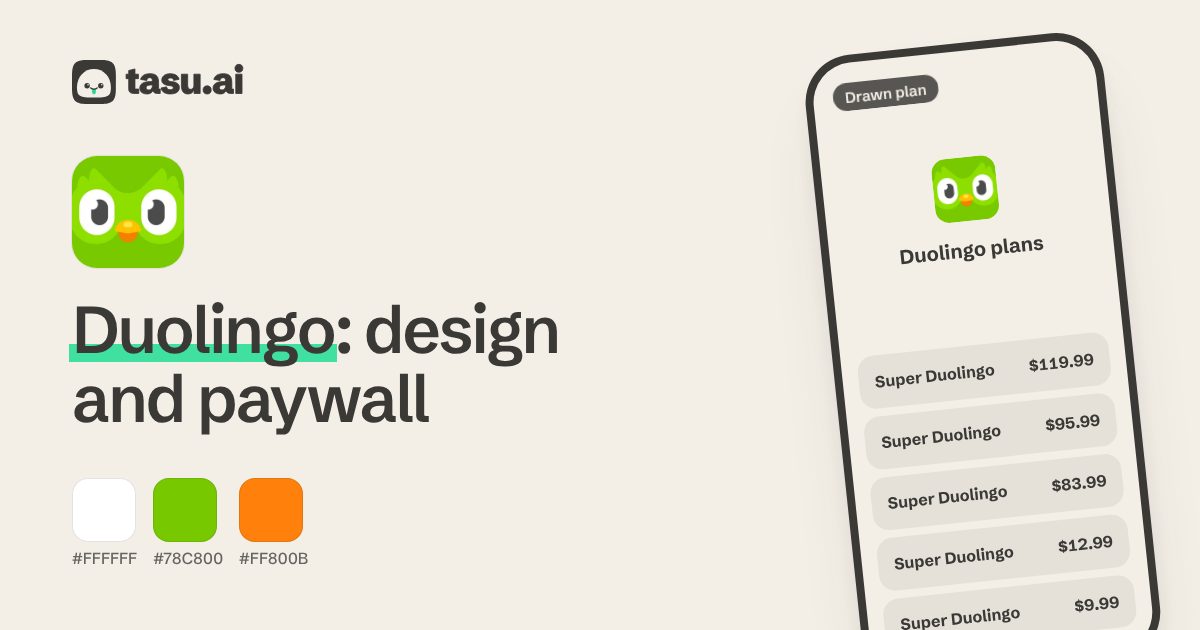 tasu.ai
Duolingo: design
and paywall
#FFFFFF #78C800 #FF800B
Drawn plan
Duolingo plans
Super Duolingo $119.99
Super Duolingo $95.99
Super Duolingo $83.99
Super Duolingo $12.99
Super Duolingo $9.99